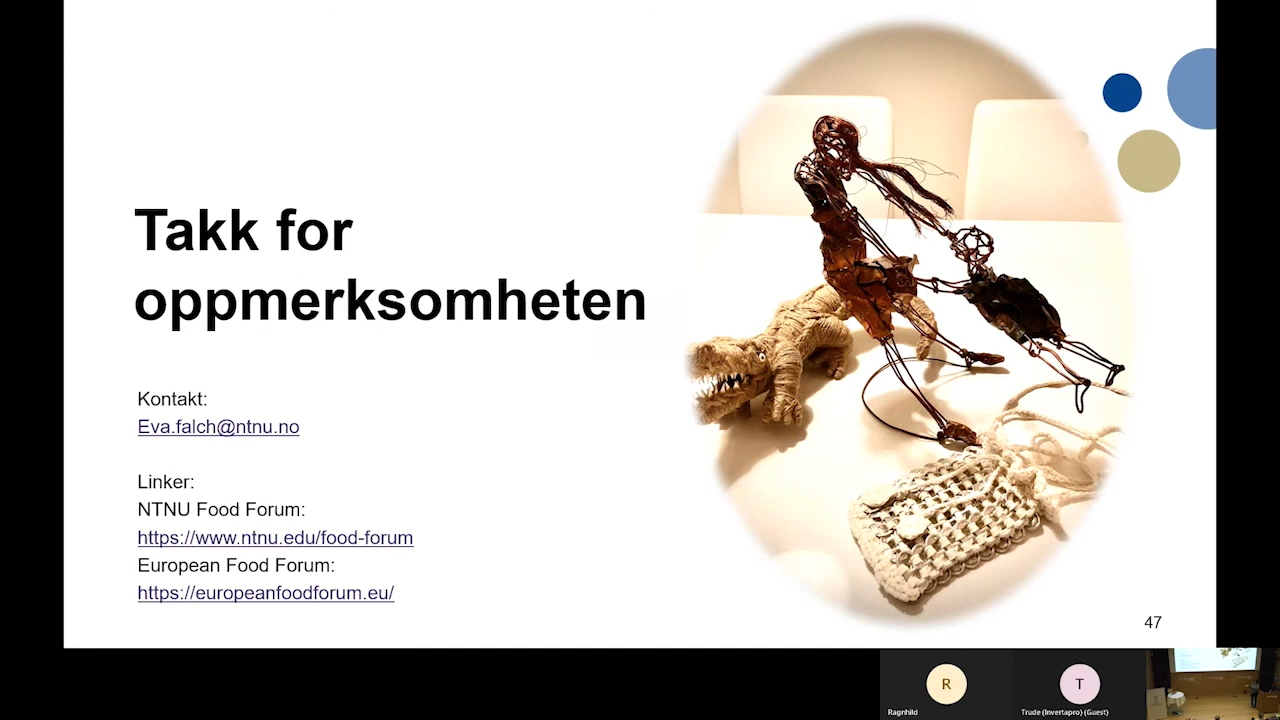 Takk for
oppmerksomheten
Kontakt:
Eva.falch@ntnu.no
Linker:
NTNU Food Forum:
https://www.ntnu.edu/food-forum
European Food Forum:
https://europeanfoodforum.eu/
47
R
T
Ragnhild
Trude (Invertapro) (Guest)